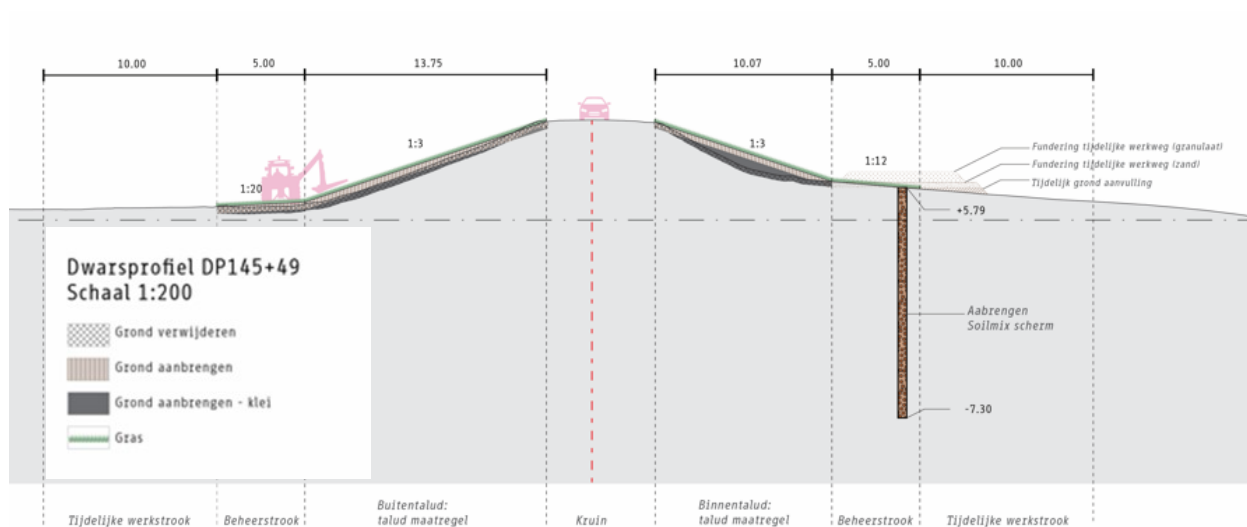 10.00 5.00 13.75 10.07 5.00 10.00
1:3 1:3
1:20 1:12
Fundering tijdelijke werkweg (granulaat)
Fundering tijdelijke werkweg (zand)
Tijdelijk grond aanvulling
+5.79
Dwarsprofiel DP145+49
Schaal 1:200
Grond verwijderen
Grond aanbrengen
Grond aanbrengen - klei
Gras
Aabrengen
Soilmix scherm
-7.30
Tijdelijke werkstrook
Beheerstrook
Buitentalud:
talud maatregel
Kruin
Binnentalud:
talud maatregel
Beheerstrook
Tijdelijke werkstrook